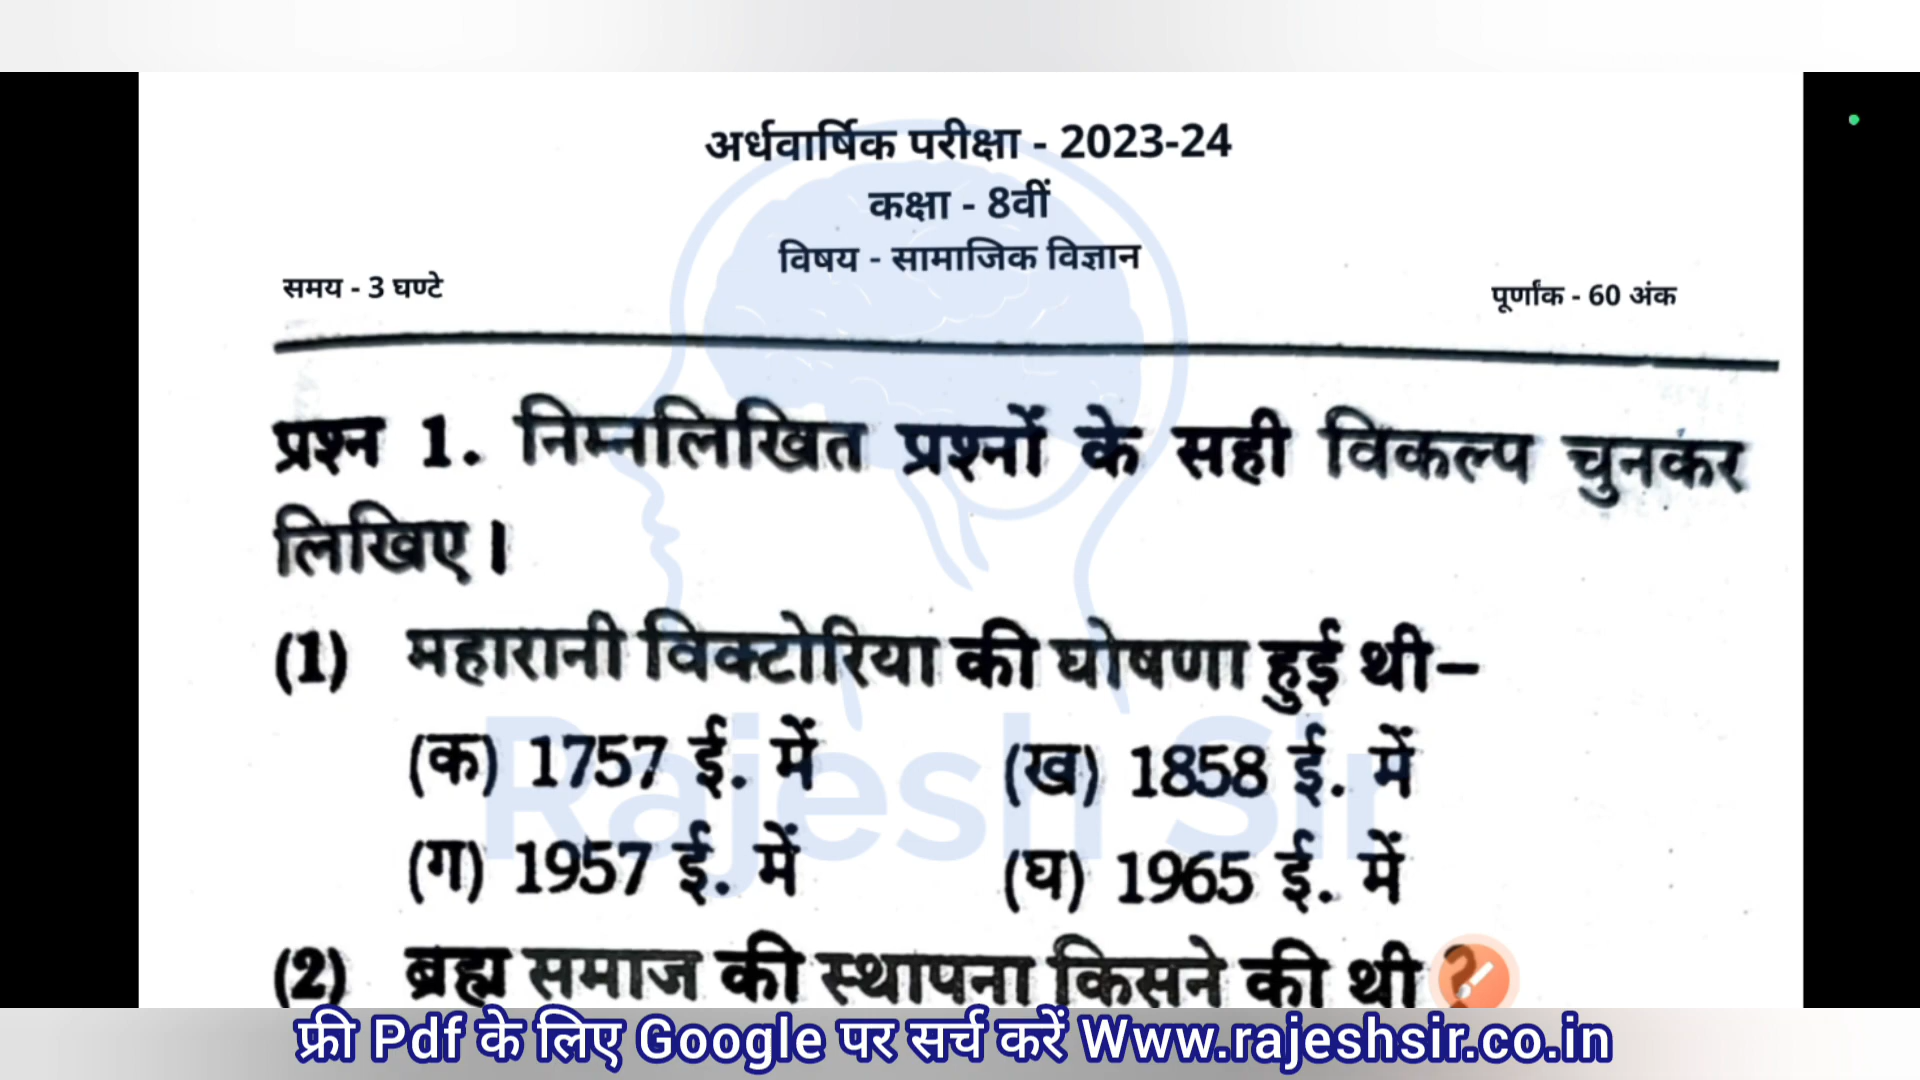 अर्धवार्षिक परीक्षा - 2023-24
कक्षा - 8वीं
विषय - सामाजिक विज्ञान
समय - 3 घण्टे
पूर्णांक - 60 अंक
प्रश्न 1. निम्नलिखित प्रश्नों के सही विकल्प चुनकर
लिखिए।
(1) महारानी विक्टोरिया की घोषणा हुई थी–
(क) 1757 ई. में (ख) 1858 ई. में
(ग) 1957 ई. में (घ) 1965 ई. में
Rajesh Sir
(2) ब्रह्म समाज की स्थापना किसने की थी ?
फ्री Pdf के लिए Google पर सर्च करें Www.rajeshsir.co.in